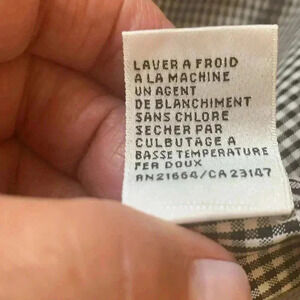 LAVER A FROID
A LA MACHINE
UN AGENT
DE BLANCHIMENT
SANS CHLORE
SECHER PAR
CULBUTAGE A
BASSE TEMPERATURE
FER DOUX
RN21664/CA23147